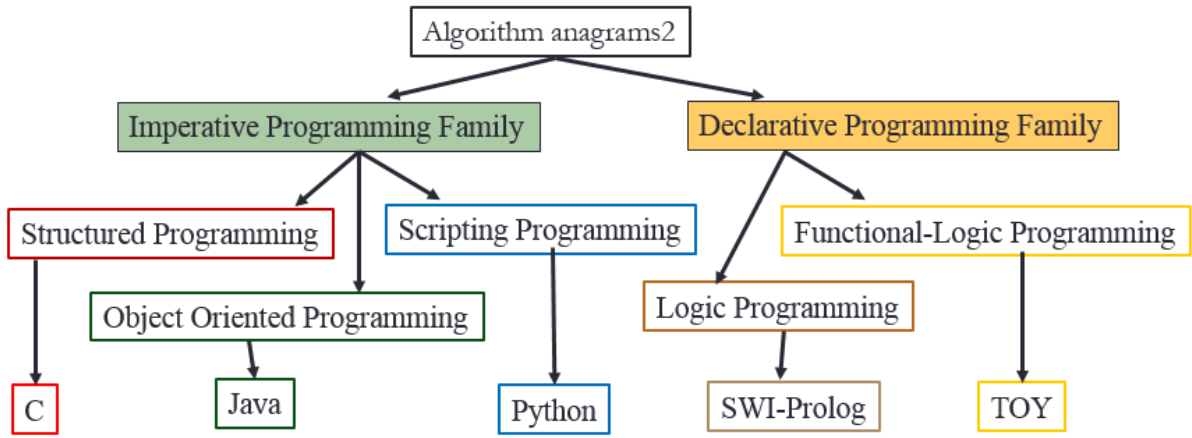 Algorithm anagrams2
Imperative Programming Family
Declarative Programming Family
Structured Programming
Scripting Programming
Functional-Logic Programming
Object Oriented Programming
Logic Programming
C
Java
Python
SWI-Prolog
TOY